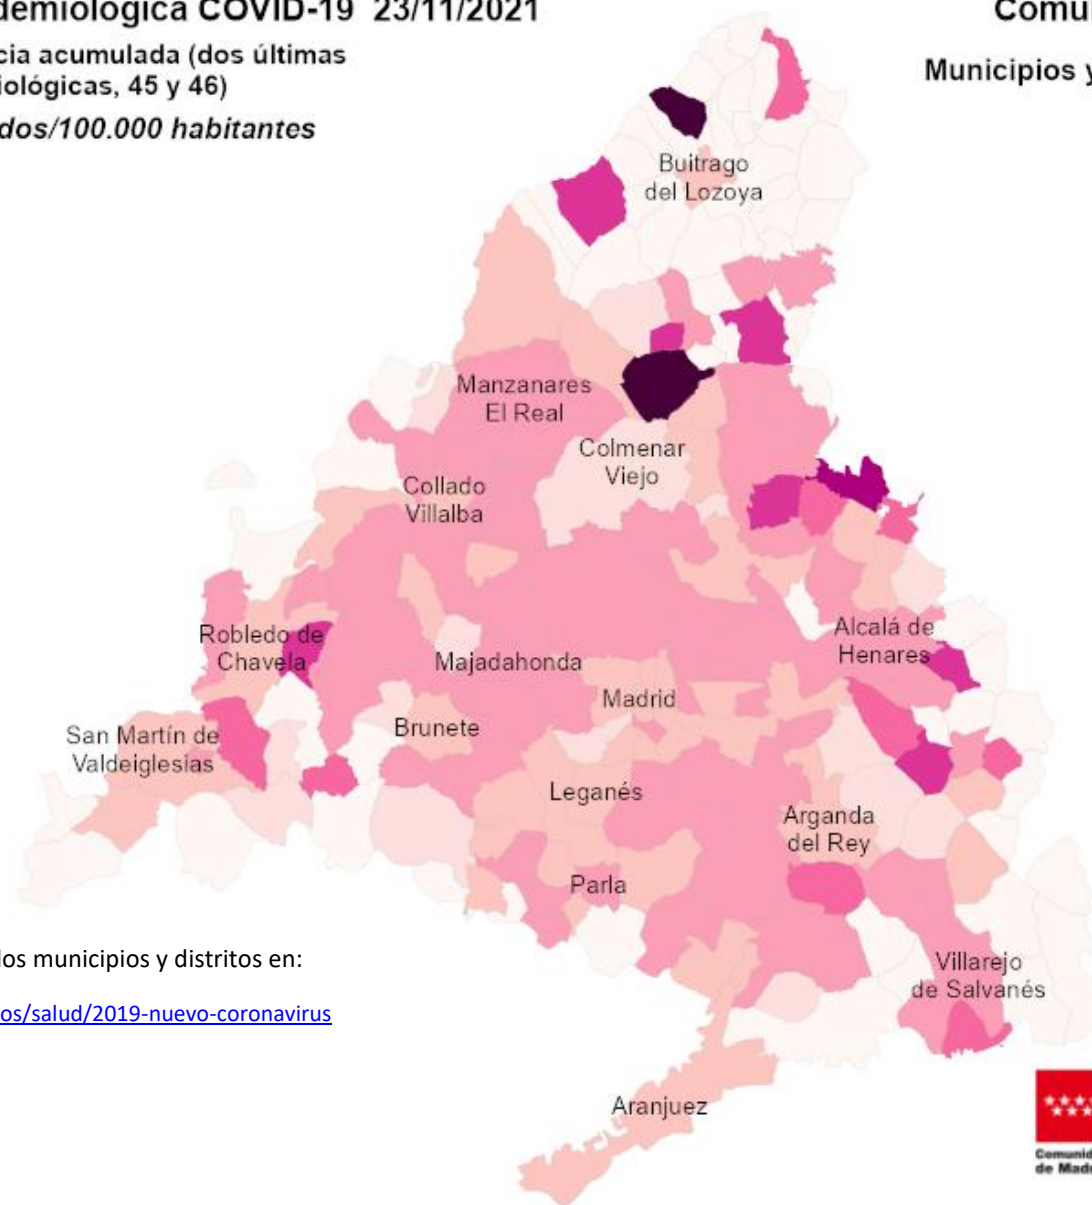 demiológica COVID-19 23/11/2021
cia acumulada (dos últimas
iológicas, 45 y 46)
dos/100.000 habitantes
Comu
Municipios y
Buitrago
del Lozoya
Manzanares
El Real
Colmenar
Viejo
Collado
Villalba
Robledo de
Chavela
Majadahonda
Alcalá de
Henares
Madrid
San Martín de
Valdeiglesias
Brunete
Leganés
Arganda
del Rey
Parla
los municipios y distritos en:
os/salud/2019-nuevo-coronavirus
Villarejo
de Salvanés
Aranjuez
Comunid
de Madr